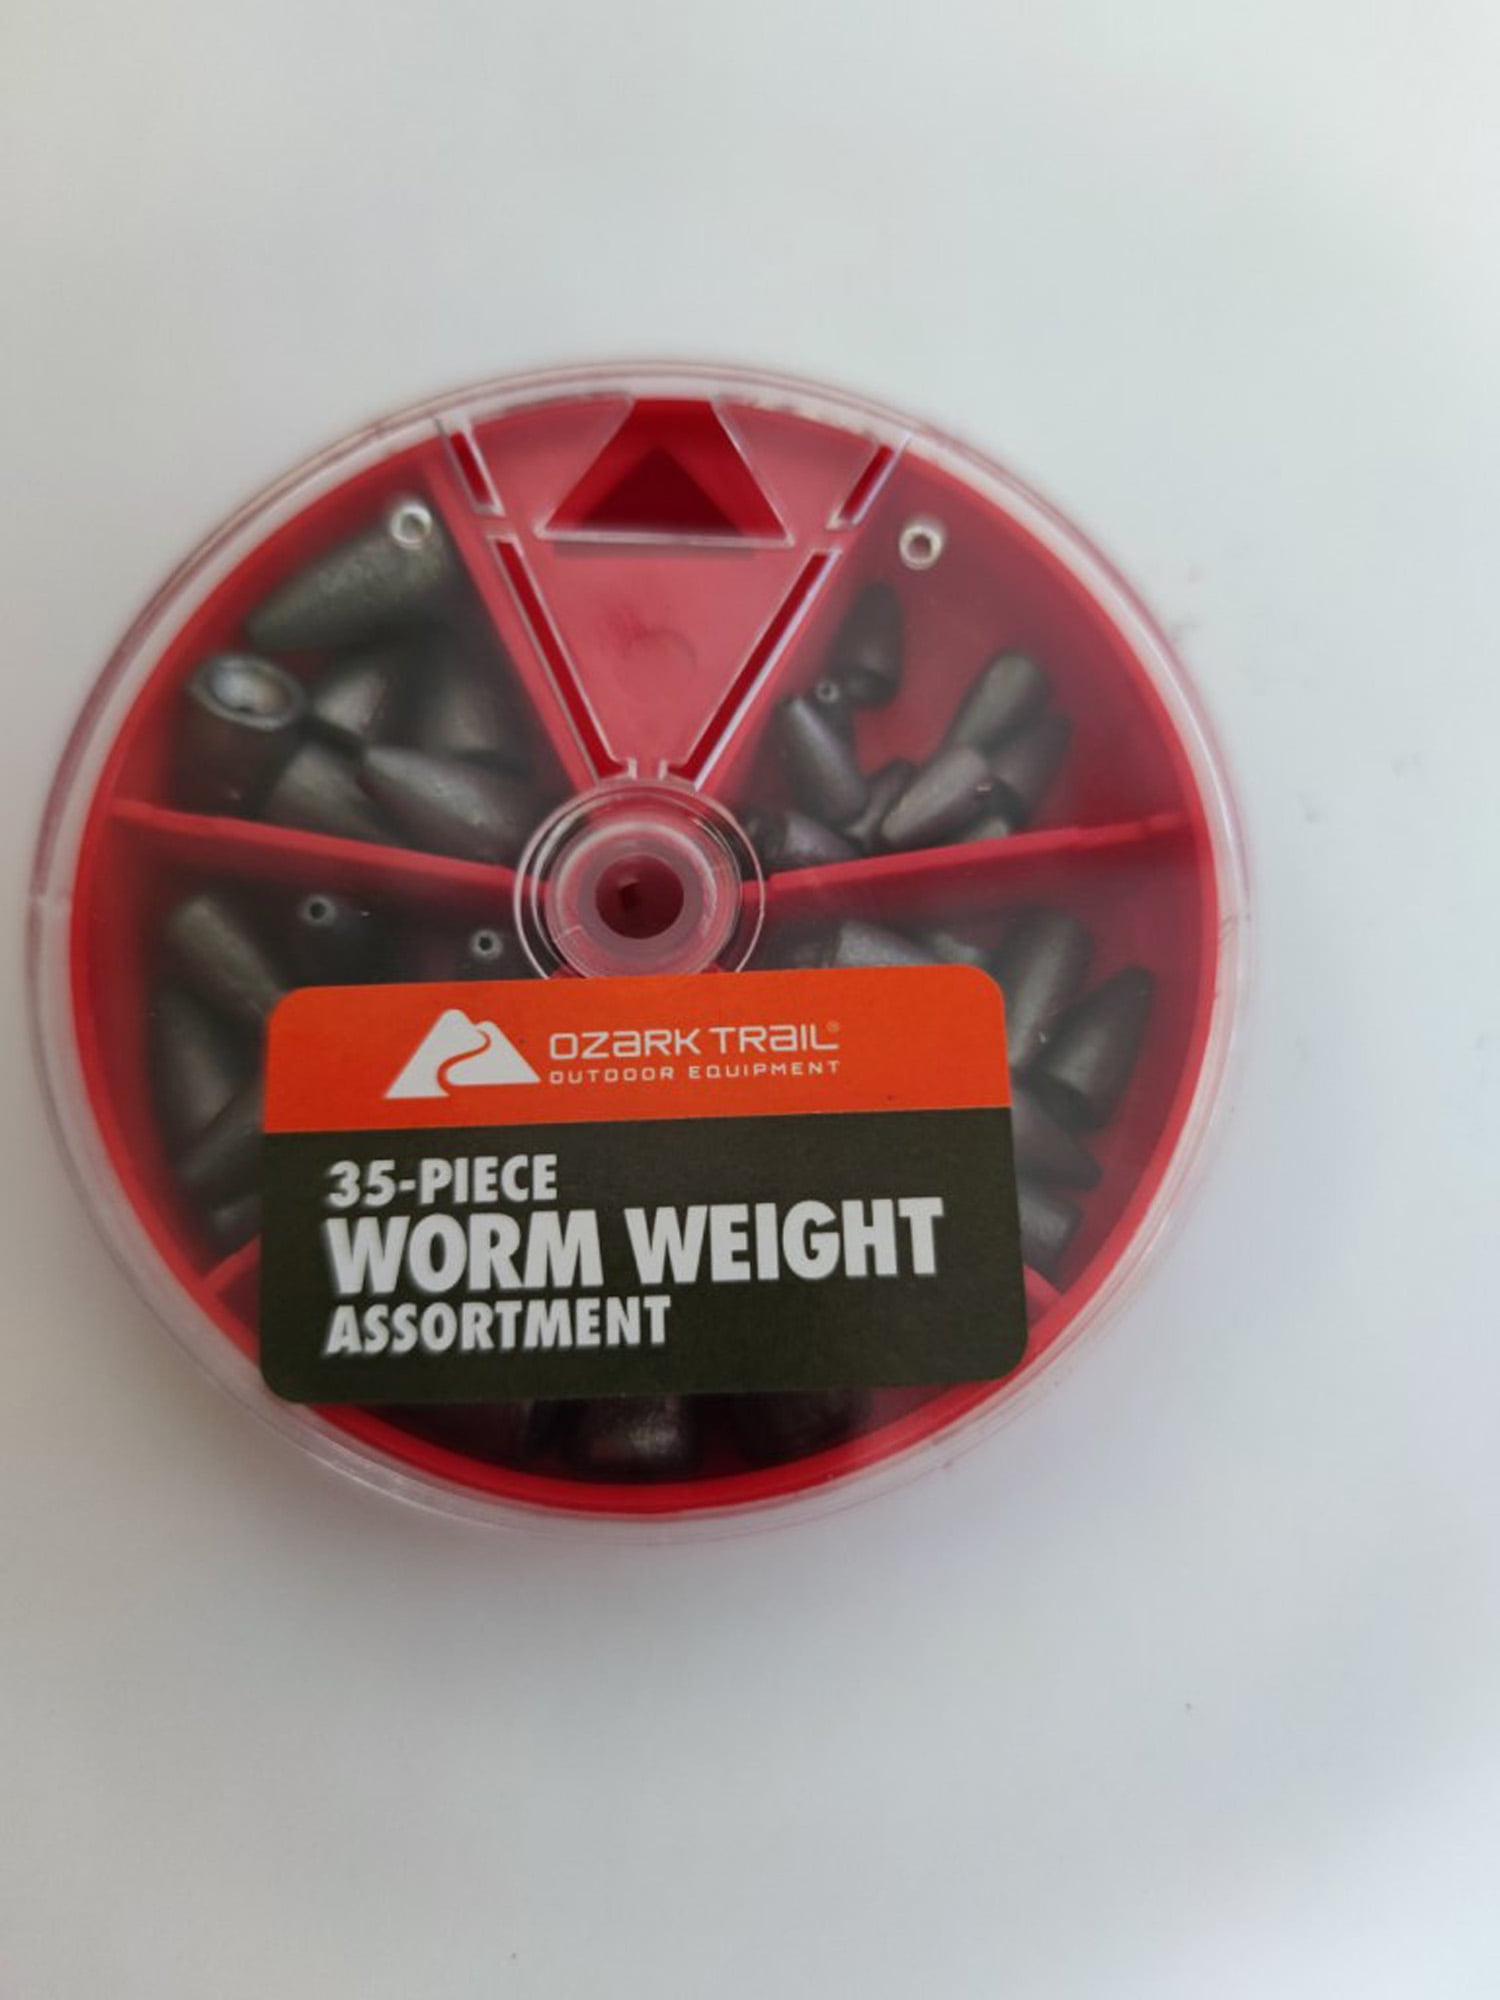 OZARK TRAIL®
OUTDOOR EQUIPMENT
35-PIECE
WORM WEIGHT
ASSORTMENT